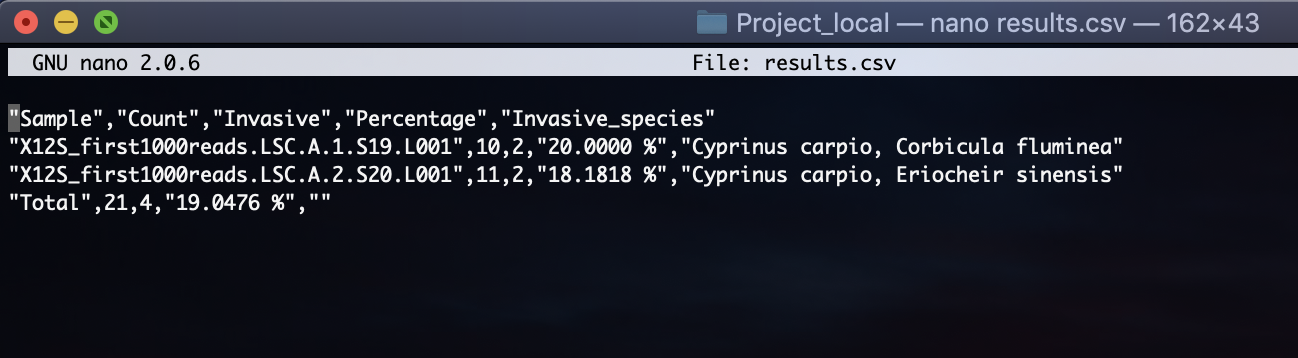 Project_local — nano results.csv — 162×43
GNU nano 2.0.6 File: results.csv
"Sample","Count","Invasive","Percentage","Invasive_species"
"X12S_first1000reads.LSC.A.1.S19.L001",10,2,"20.0000 %","Cyprinus carpio, Corbicula fluminea"
"X12S_first1000reads.LSC.A.2.S20.L001",11,2,"18.1818 %","Cyprinus carpio, Eriocheir sinensis"
"Total",21,4,"19.0476 %",""